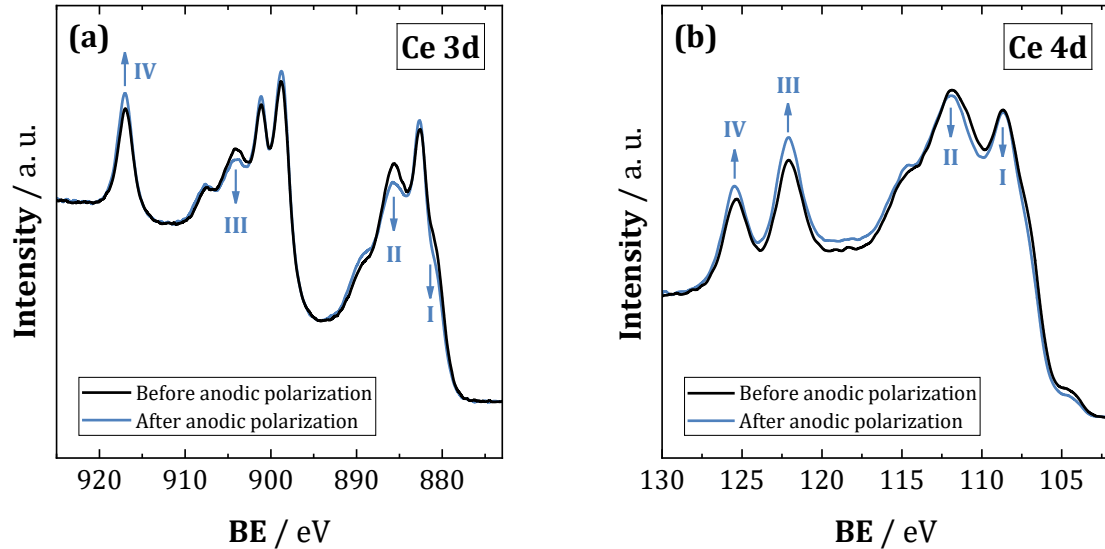 (a)
Ce 3d
IV
III
II
I
Intensity / a. u.
Before anodic polarization
After anodic polarization
920
910
900
890
880
BE / eV
(b)
Ce 4d
IV
III
II
I
Intensity / a. u.
Before anodic polarization
After anodic polarization
130
125
120
115
110
105
BE / eV